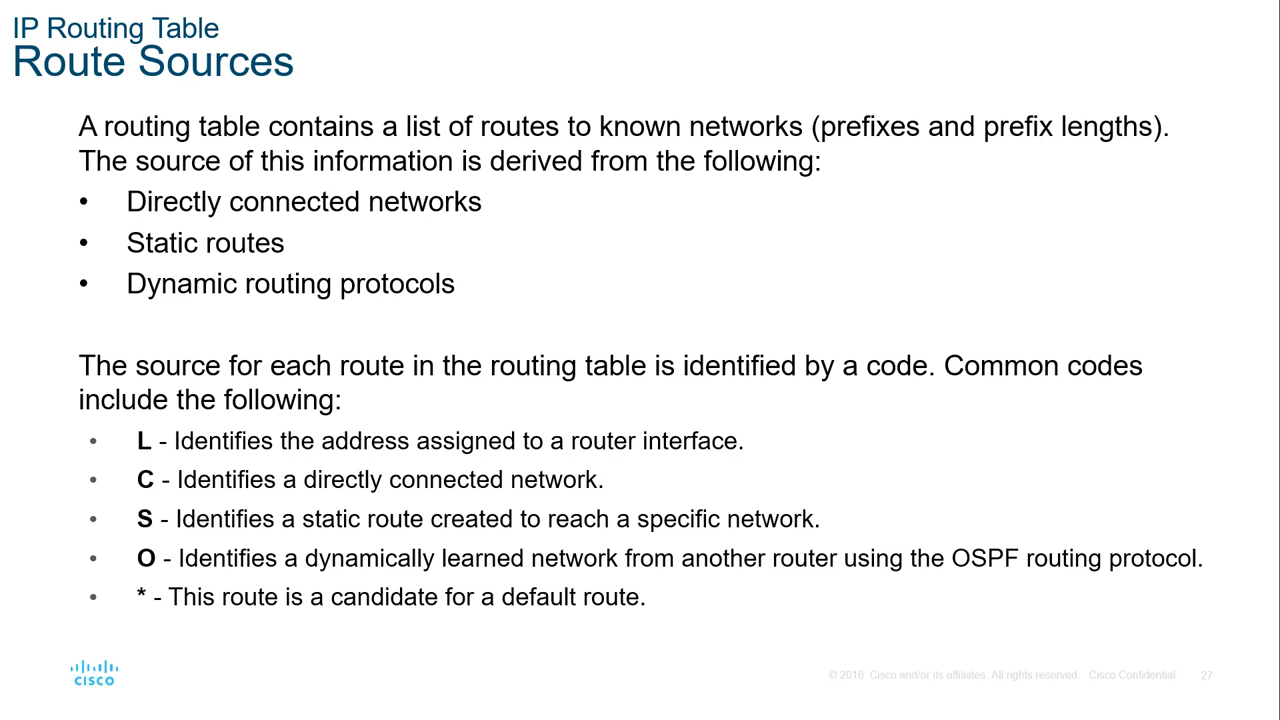 IP Routing Table
Route Sources
A routing table contains a list of routes to known networks (prefixes and prefix lengths).
The source of this information is derived from the following:
• Directly connected networks
• Static routes
• Dynamic routing protocols
The source for each route in the routing table is identified by a code. Common codes
include the following:
• L - Identifies the address assigned to a router interface.
• C - Identifies a directly connected network.
• S - Identifies a static route created to reach a specific network.
• O - Identifies a dynamically learned network from another router using the OSPF routing protocol.
• * - This route is a candidate for a default route.
CISCO
© 2016 Cisco and/or its affiliates. All rights reserved. Cisco Confidential 27